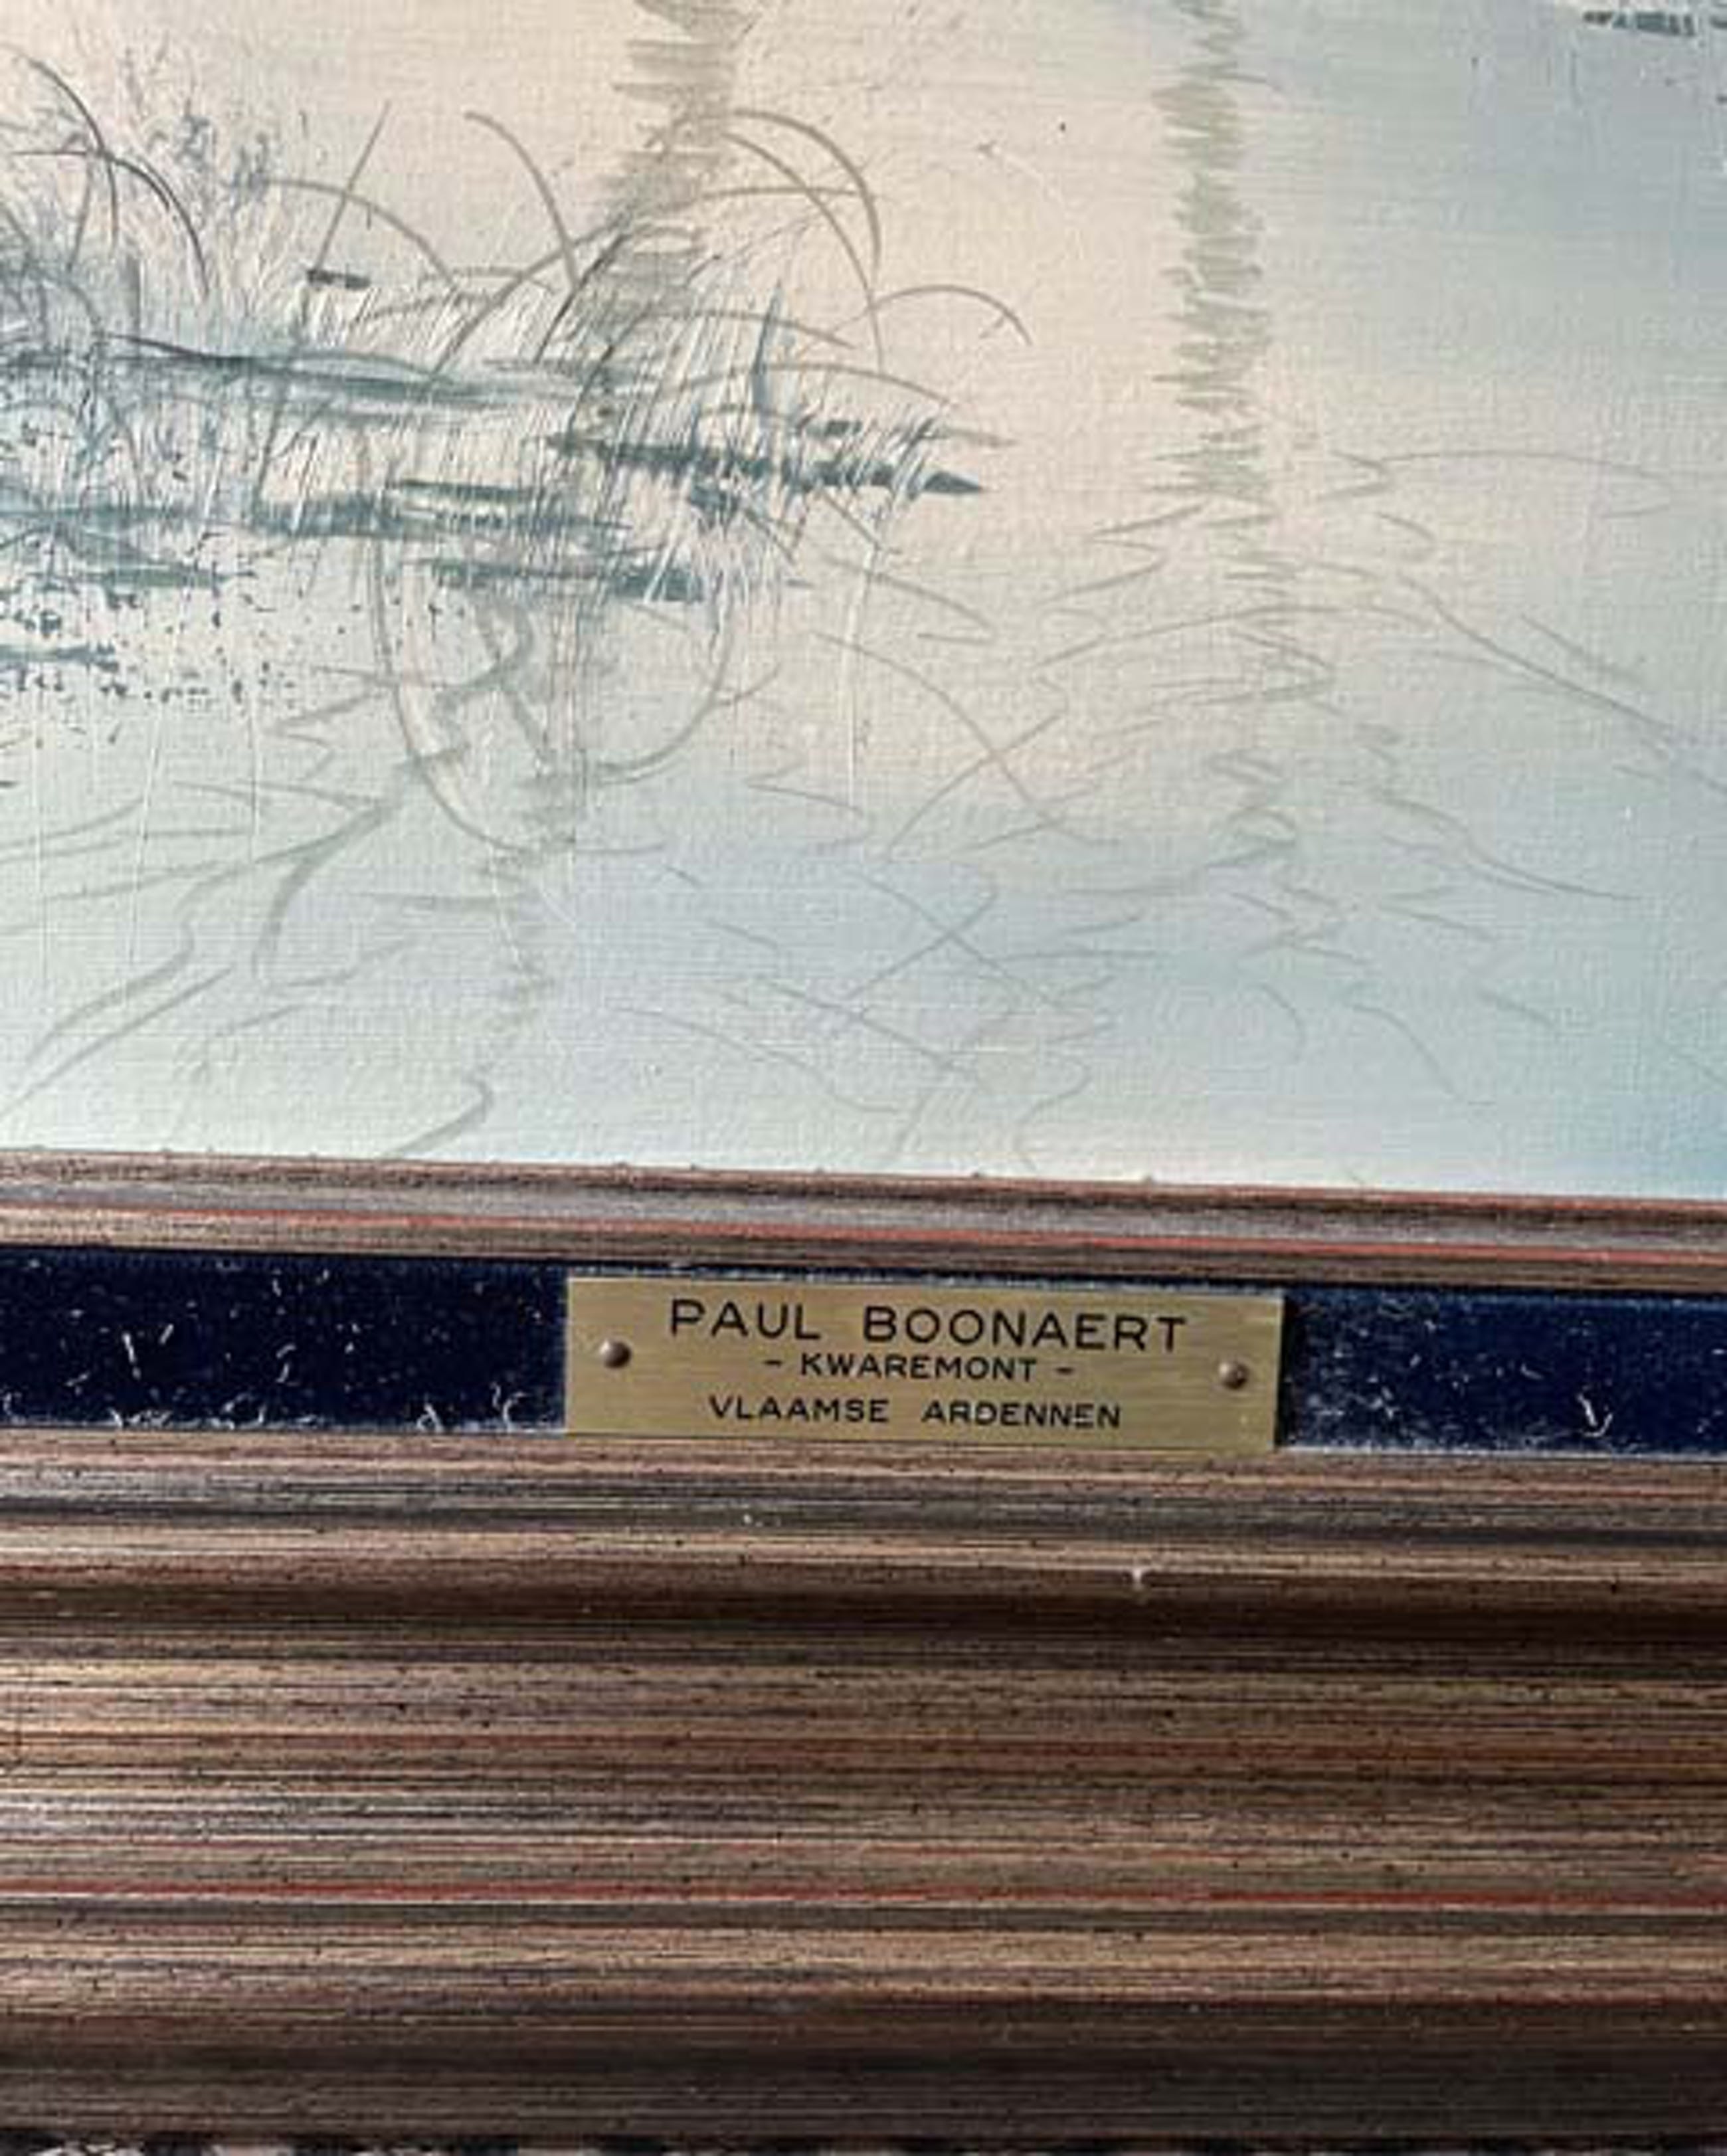 PAUL BOONAERT
- KWAREMONT -
VLAAMSE ARDENNEN